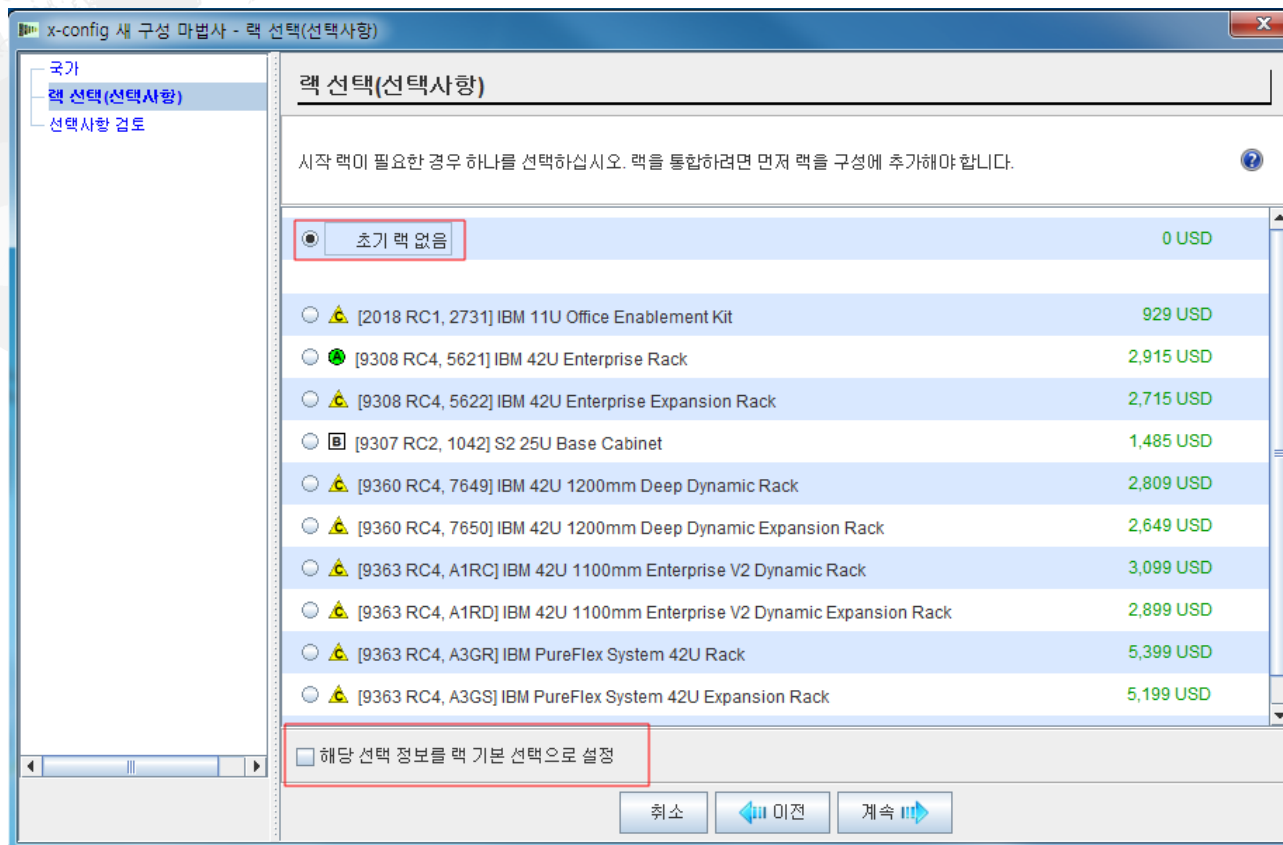 x-config 새 구성 마법사 - 랙 선택(선택사항)
국가
랙 선택(선택사항)
선택사항 검토
랙 선택(선택사항)
시작 랙이 필요한 경우 하나를 선택하십시오. 랙을 통합하려면 먼저 랙을 구성에 추가해야 합니다.
초기 랙 없음 0 USD
C [2018 RC1, 2731] IBM 11U Office Enablement Kit 929 USD
A [9308 RC4, 5621] IBM 42U Enterprise Rack 2,915 USD
C [9308 RC4, 5622] IBM 42U Enterprise Expansion Rack 2,715 USD
B [9307 RC2, 1042] S2 25U Base Cabinet 1,485 USD
C [9360 RC4, 7649] IBM 42U 1200mm Deep Dynamic Rack 2,809 USD
C [9360 RC4, 7650] IBM 42U 1200mm Deep Dynamic Expansion Rack 2,649 USD
C [9363 RC4, A1RC] IBM 42U 1100mm Enterprise V2 Dynamic Rack 3,099 USD
C [9363 RC4, A1RD] IBM 42U 1100mm Enterprise V2 Dynamic Expansion Rack 2,899 USD
C [9363 RC4, A3GR] IBM PureFlex System 42U Rack 5,399 USD
C [9363 RC4, A3GS] IBM PureFlex System 42U Expansion Rack 5,199 USD
해당 선택 정보를 랙 기본 선택으로 설정
취소 이전 계속